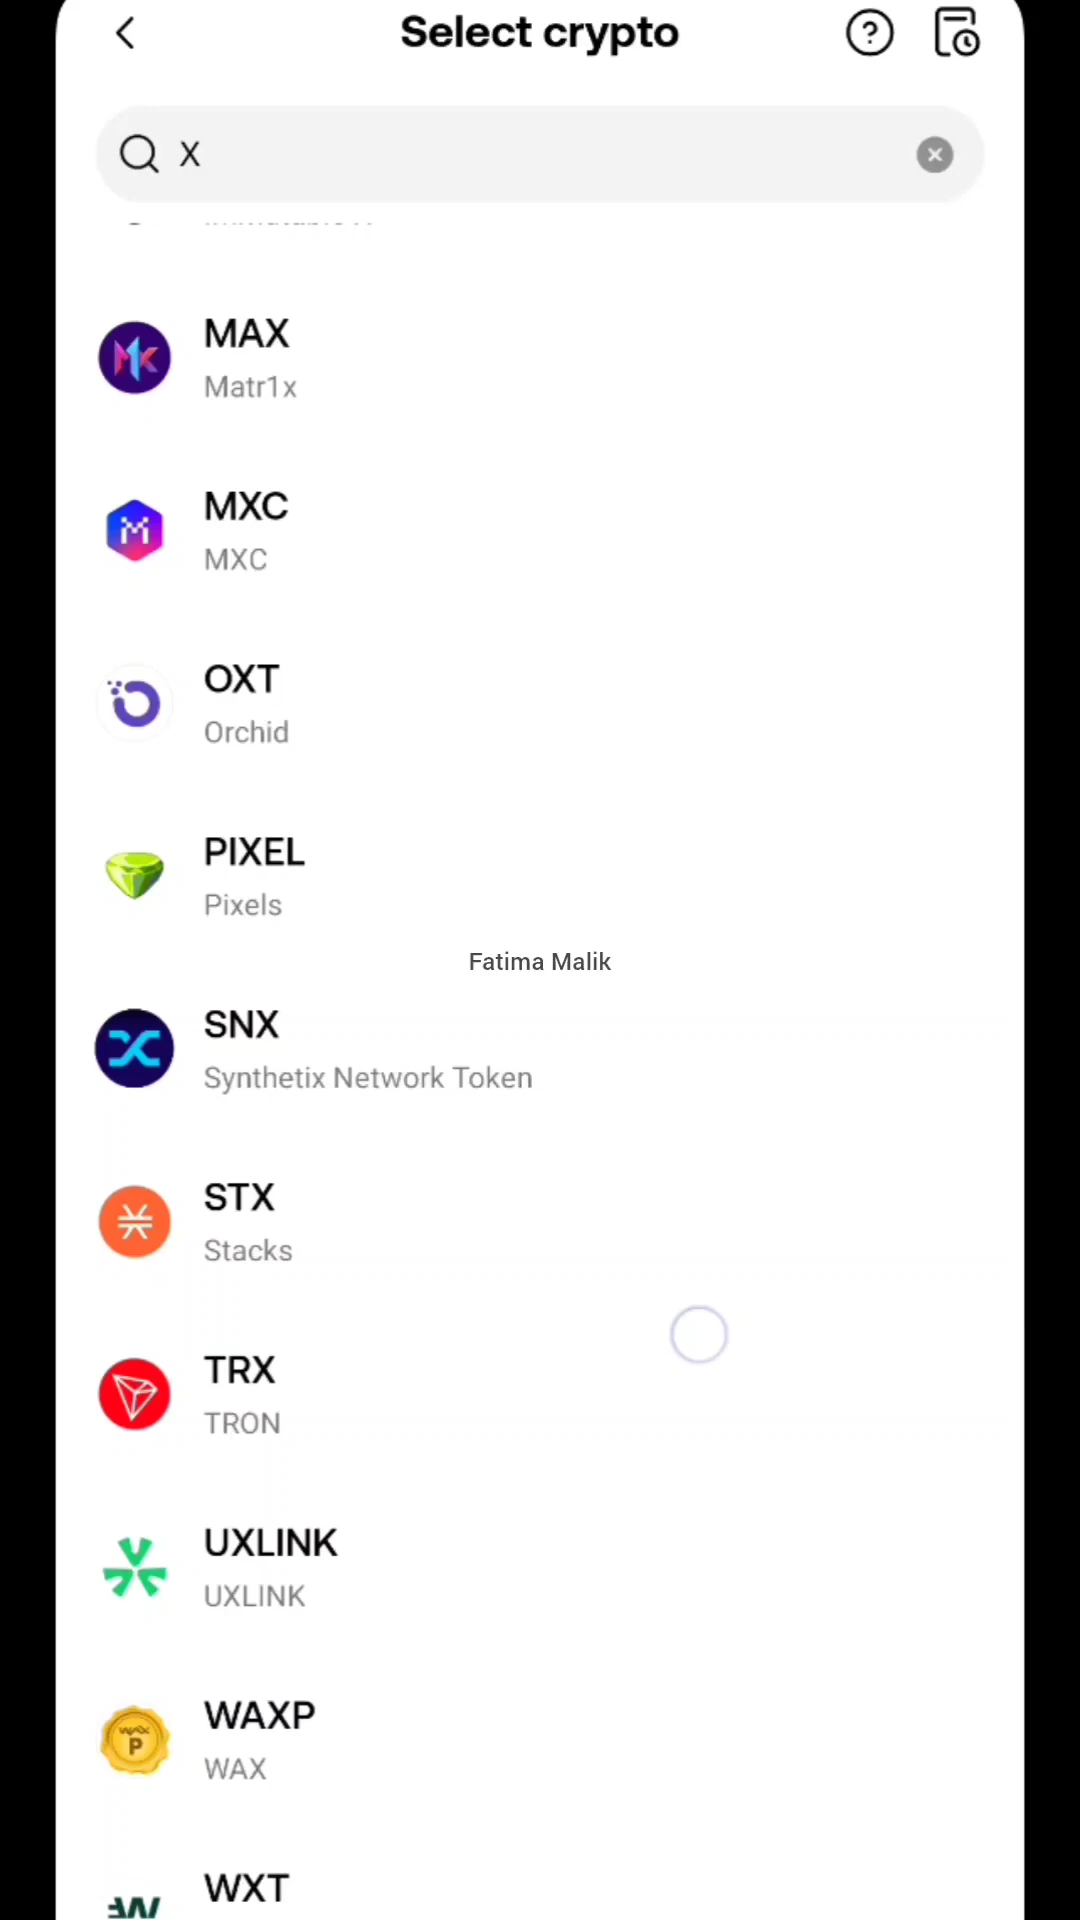 Select crypto
X
MAX
Matr1x
MXC
MXC
OXT
Orchid
PIXEL
Pixels
Fatima Malik
SNX
Synthetix Network Token
STX
Stacks
TRX
TRON
UXLINK
UXLINK
WAXP
WAX
WXT